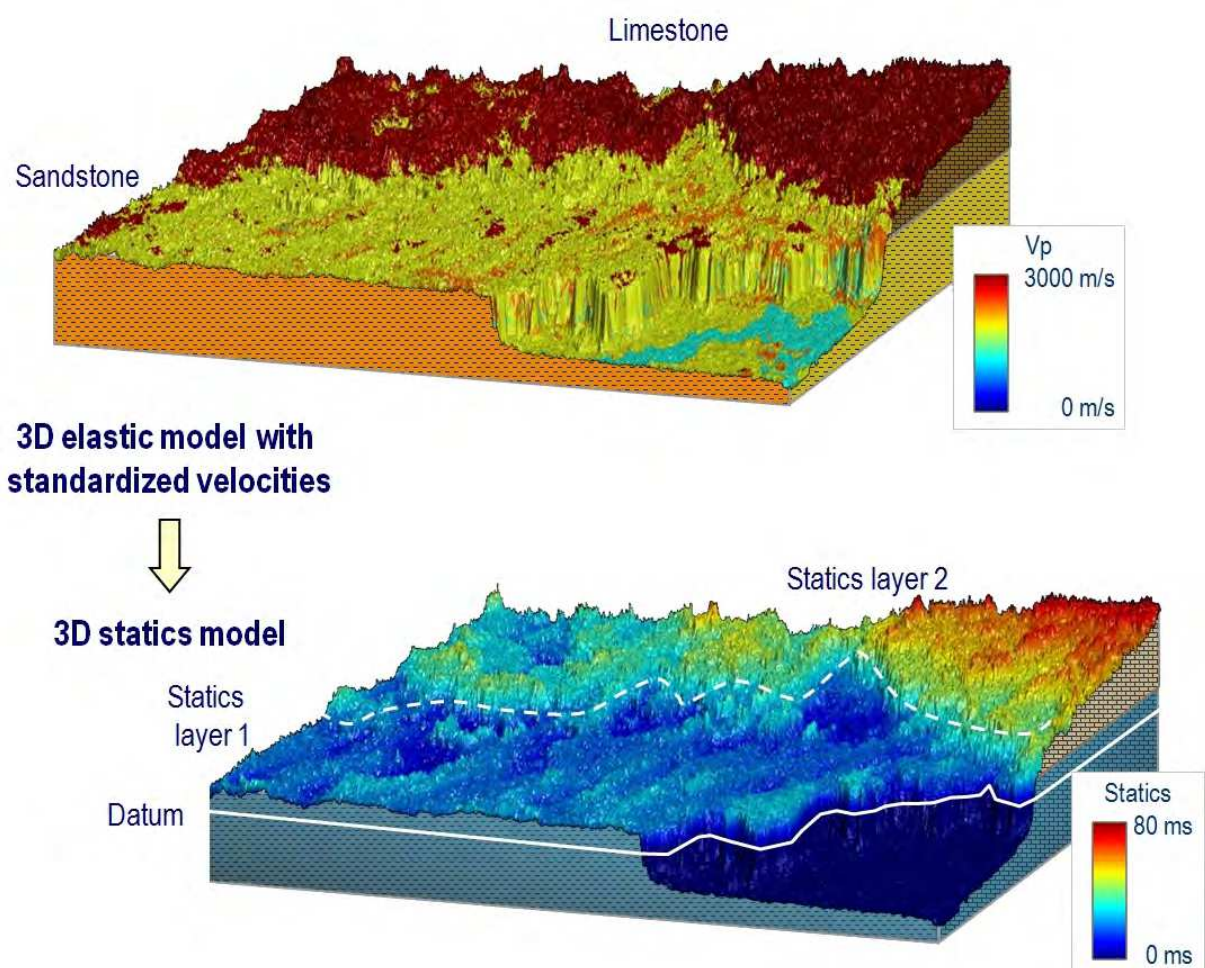 Limestone
Sandstone
Vp
3000 m/s
0 m/s
3D elastic model with
standardized velocities
3D statics model
Statics layer 2
Statics
layer 1
Datum
Statics
80 ms
0 ms